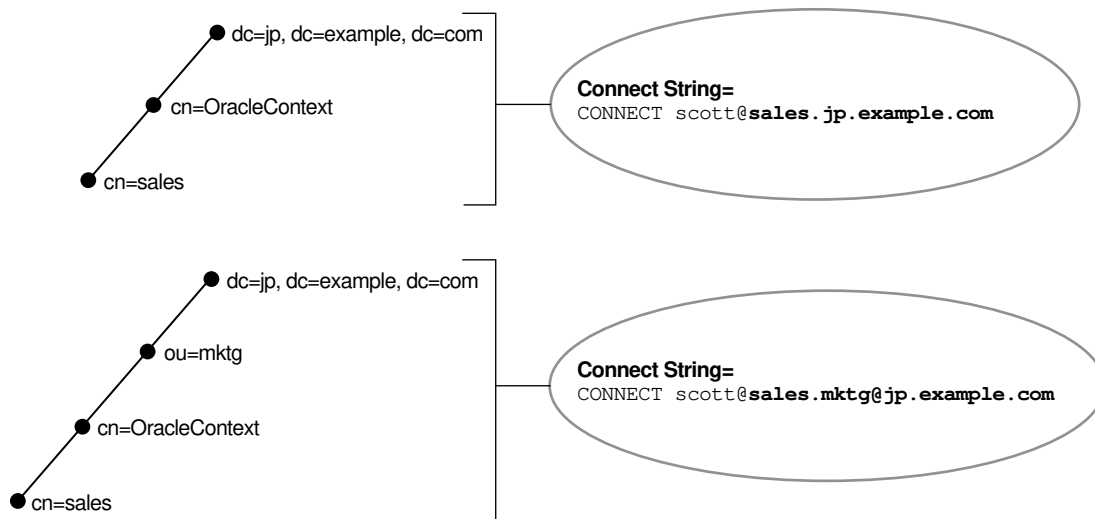 dc=jp, dc=example, dc=com
cn=OracleContext
cn=sales
Connect String=
CONNECT scott@sales.jp.example.com
dc=jp, dc=example, dc=com
ou=mktg
cn=OracleContext
cn=sales
Connect String=
CONNECT scott@sales.mktg@jp.example.com